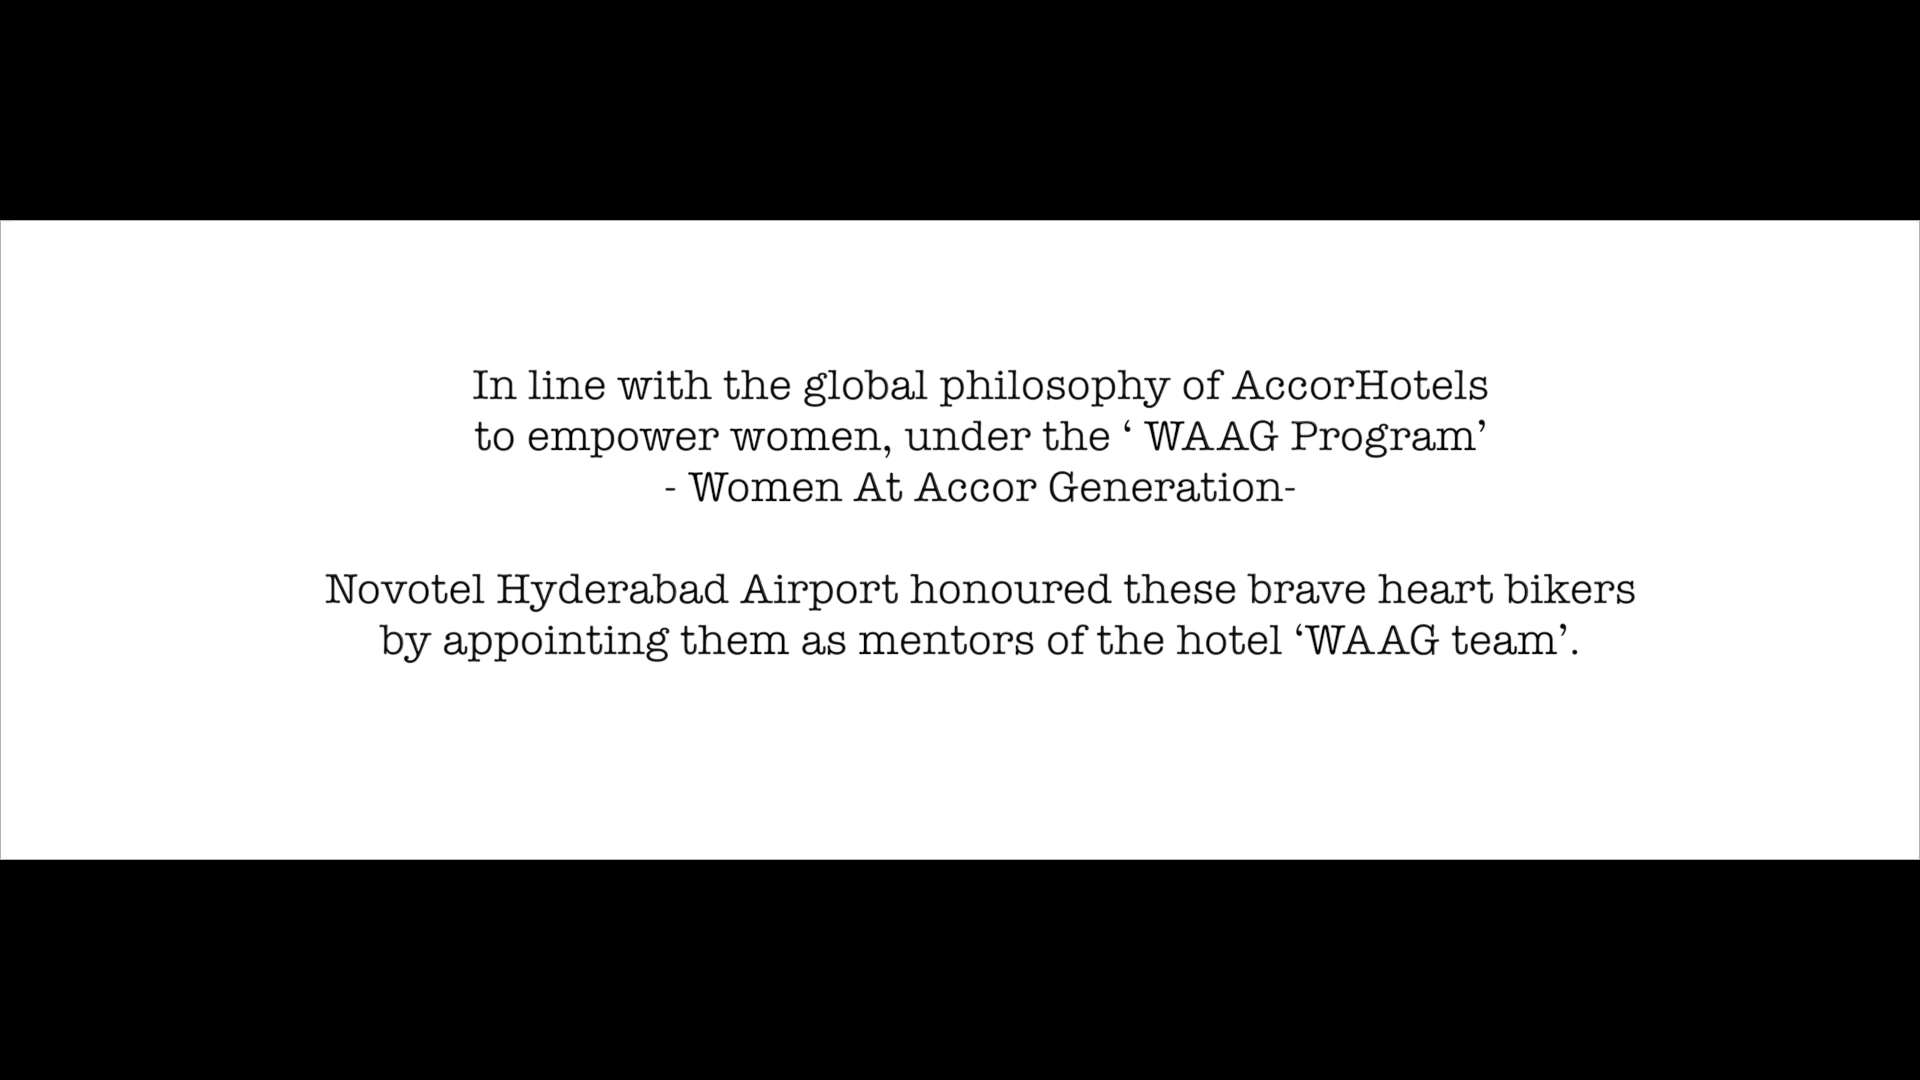 In line with the global philosophy of AccorHotels
to empower women, under the ‘ WAAG Program’
- Women At Accor Generation-
Novotel Hyderabad Airport honoured these brave heart bikers
by appointing them as mentors of the hotel ‘WAAG team’.